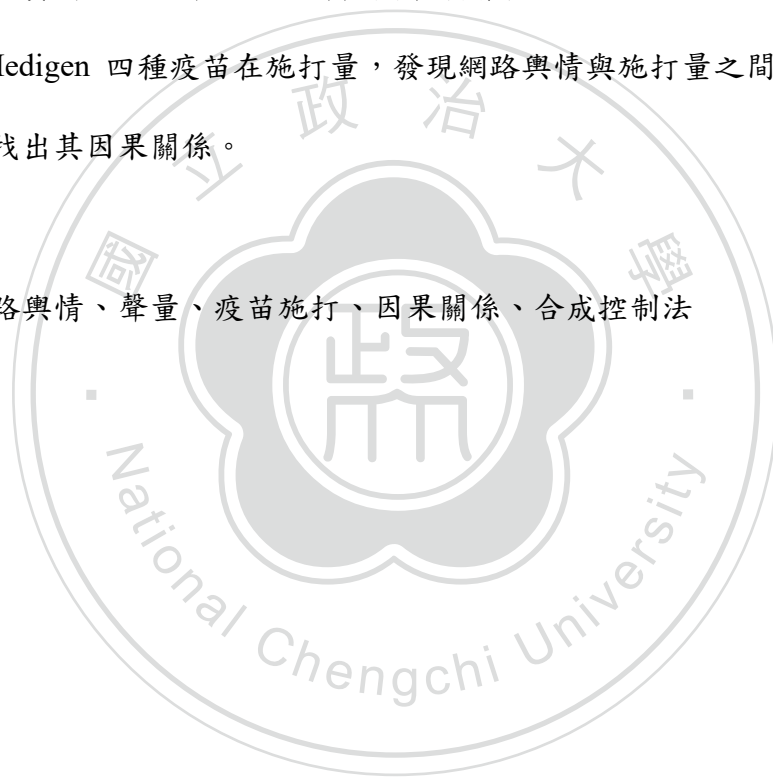 Medigen 四種疫苗在施打量，發現網路輿情與施打量之間
找出其因果關係。
路輿情、聲量、疫苗施打、因果關係、合成控制法
國立政治大學
政
National Chengchi University